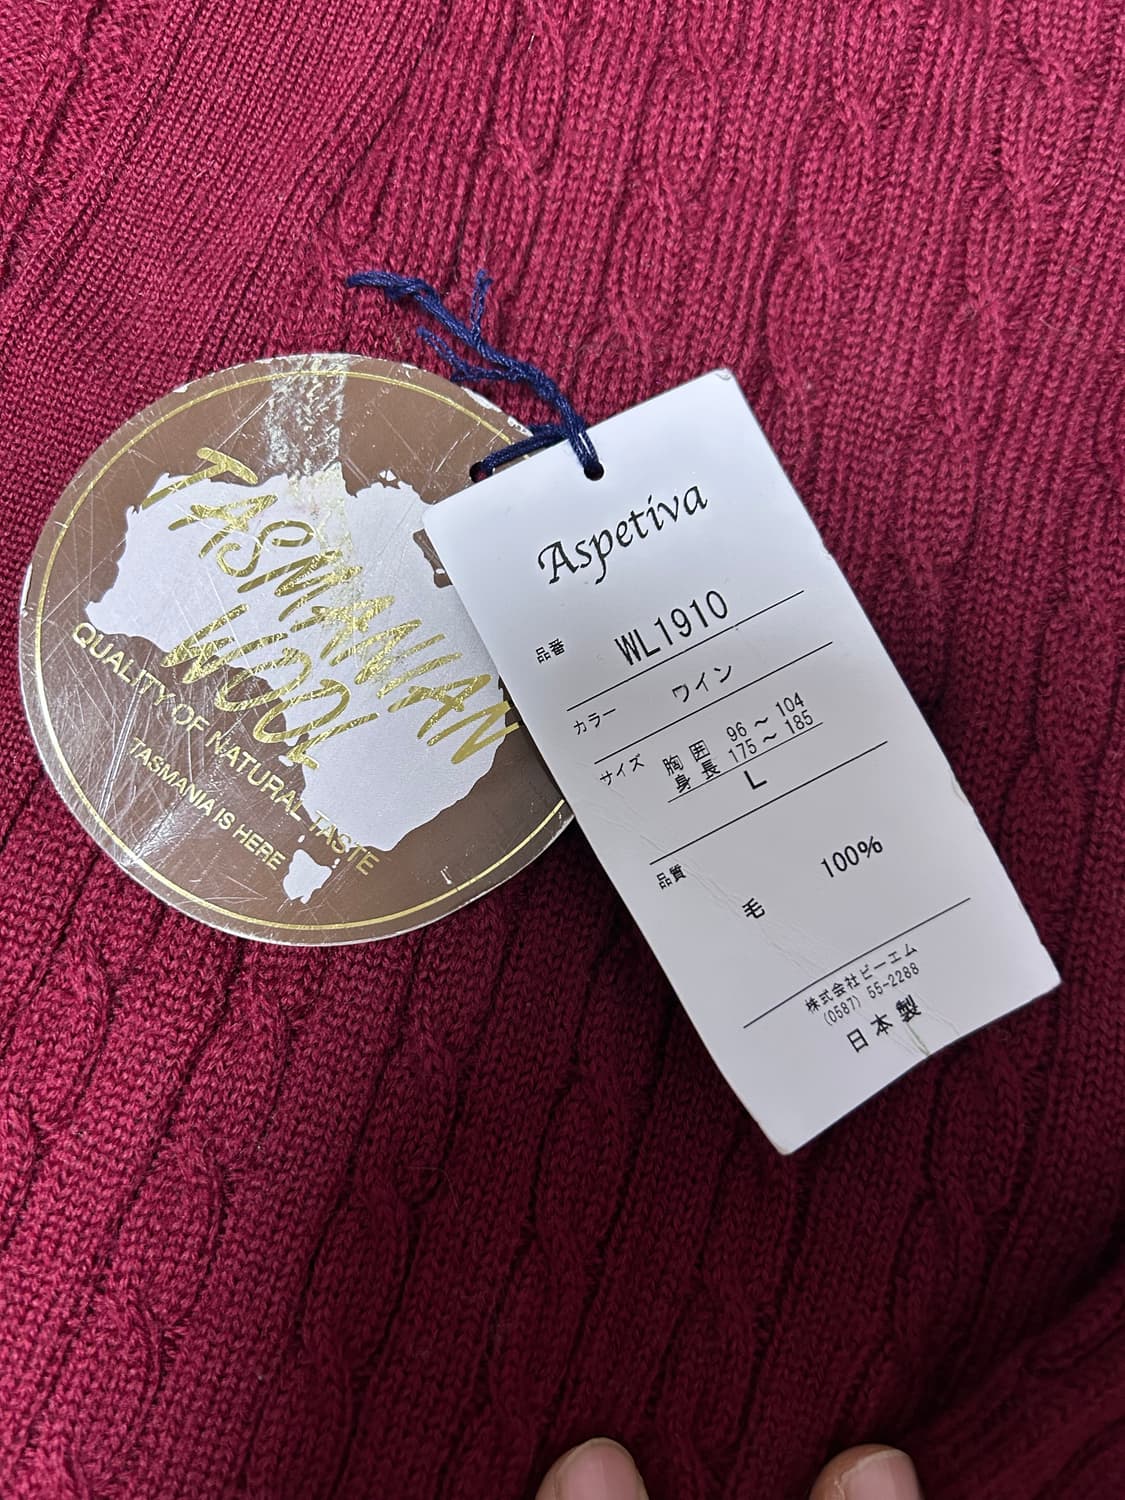 TASMANIAN
WOOL
QUALITY OF NATURAL TASTE
TASMANIA IS HERE
Aspetiva
品番 WL1910
カラー ワイン
サイズ 胸囲 96～104
身長 175～185
L
品質
毛 100%
株式会社ビーエム
(0587) 55-2288
日本製